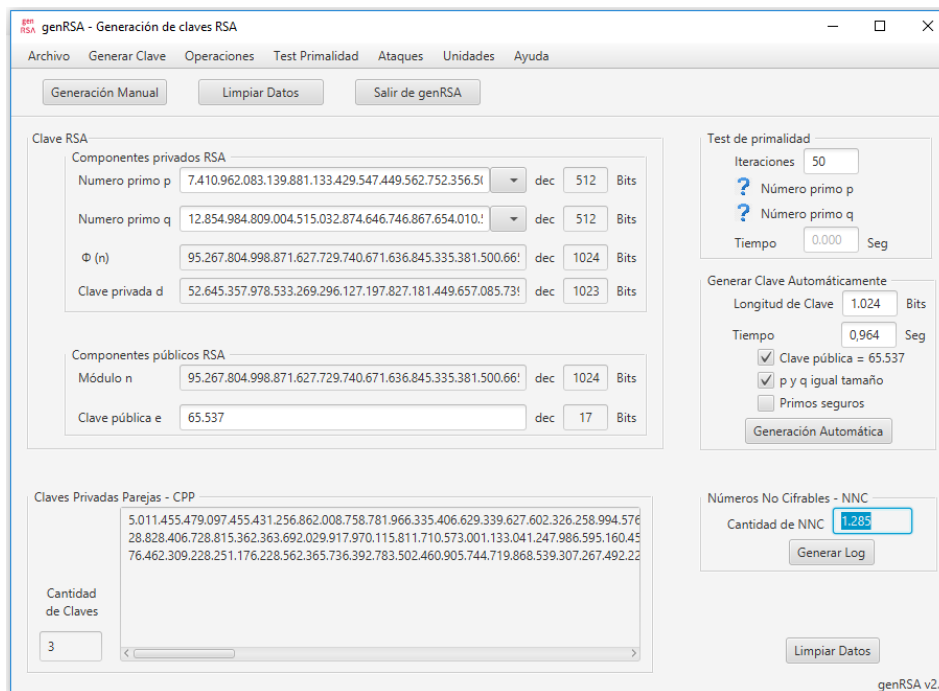 gen RSA genRSA - Generación de claves RSA
Archivo Generar Clave Operaciones Test Primalidad Ataques Unidades Ayuda
Generación Manual Limpiar Datos Salir de genRSA
Clave RSA
Componentes privados RSA
Numero primo p 7.410.962.083.139.881.133.429.547.449.562.752.356.50 dec 512 Bits
Numero primo q 12.854.984.809.004.515.032.874.646.746.867.654.010. dec 512 Bits
Φ (n) 95.267.804.998.871.627.729.740.671.636.845.335.381.500.665 dec 1024 Bits
Clave privada d 52.645.357.978.533.269.296.127.197.827.181.449.657.085.739 dec 1023 Bits
Componentes públicos RSA
Módulo n 95.267.804.998.871.627.729.740.671.636.845.335.381.500.665 dec 1024 Bits
Clave pública e 65.537 dec 17 Bits
Test de primalidad
Iteraciones 50
? Número primo p
? Número primo q
Tiempo 0.000 Seg
Generar Clave Automáticamente
Longitud de Clave 1.024 Bits
Tiempo 0,964 Seg
Clave pública = 65.537
p y q igual tamaño
Primos seguros
Generación Automática
Claves Privadas Parejas - CPP
5.011.455.479.097.455.431.256.862.008.758.781.966.335.406.629.339.627.602.326.258.994.576
28.828.406.728.815.362.363.692.029.917.970.115.811.710.573.001.133.041.247.986.595.160.45
76.462.309.228.251.176.228.562.365.736.392.783.502.460.905.744.719.868.539.307.267.492.22
Cantidad
de Claves
3
Números No Cifrables - NNC
Cantidad de NNC 1.285
Generar Log
Limpiar Datos
genRSA v2.